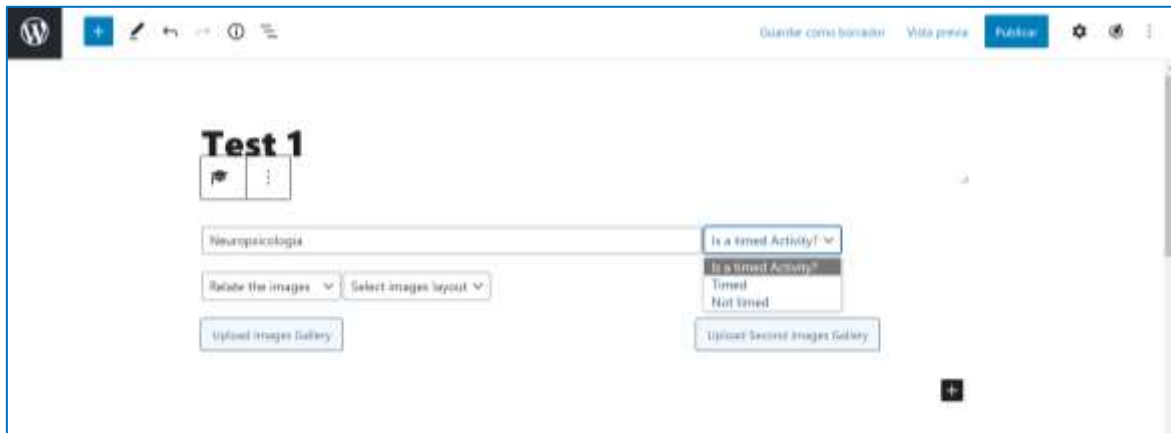 Guardar como borrador Vista previa Publicar
Test 1
Neuropsicologia Is a timed Activity?
Is a timed Activity?
Timed
Relate the images Select images layout
Not timed
Upload Images Gallery Upload Second Images Gallery